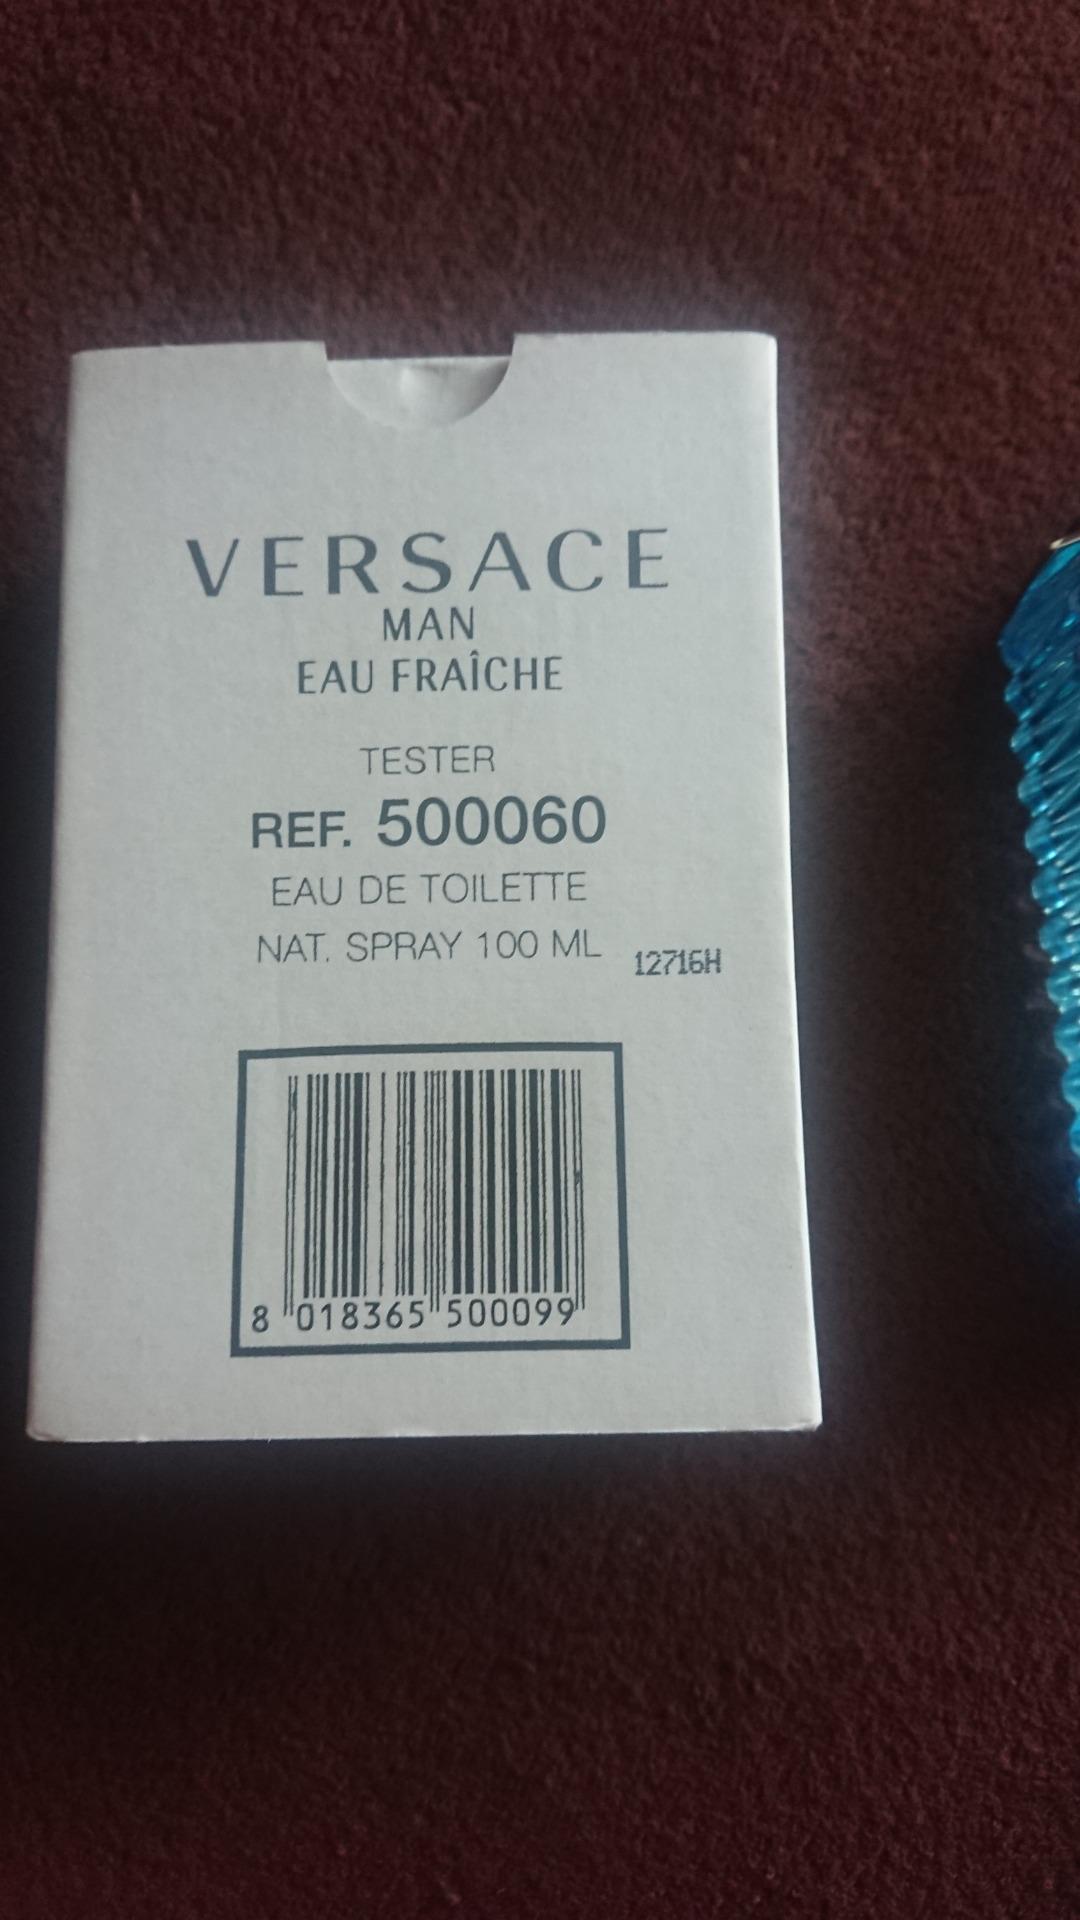 VERSACE
MAN
EAU FRAÎCHE
TESTER
REF. 500060
EAU DE TOILETTE
NAT. SPRAY 100 ML
12716H
8 018365 500099